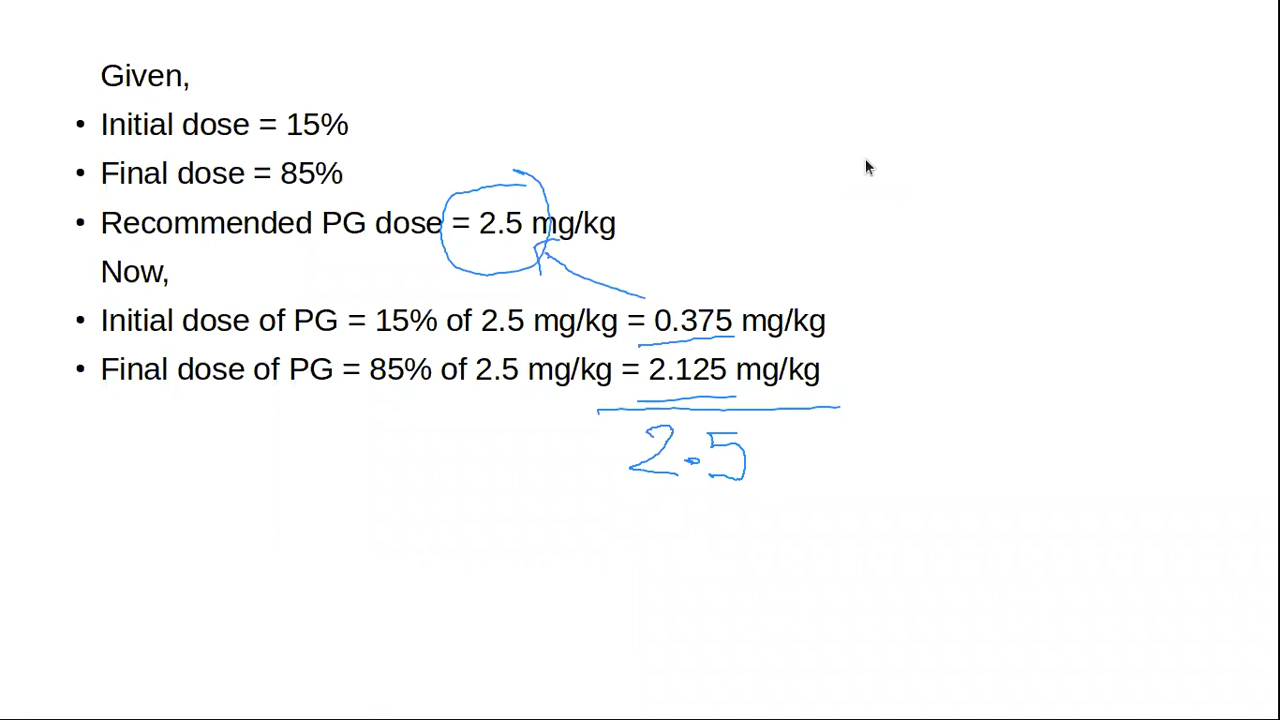 Given,
• Initial dose = 15%
• Final dose = 85%
• Recommended PG dose = 2.5 mg/kg
Now,
• Initial dose of PG = 15% of 2.5 mg/kg = 0.375 mg/kg
• Final dose of PG = 85% of 2.5 mg/kg = 2.125 mg/kg
2.5